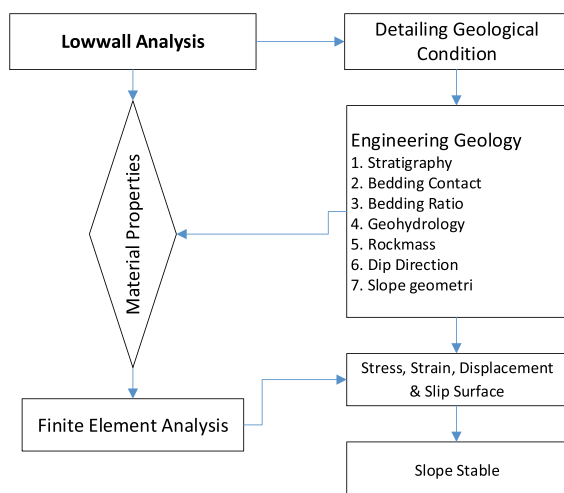 Lowwall Analysis
Detailing Geological
Condition
Material Properties
Engineering Geology
1. Stratigraphy
2. Bedding Contact
3. Bedding Ratio
4. Geohydrology
5. Rockmass
6. Dip Direction
7. Slope geometri
Finite Element Analysis
Stress, Strain, Displacement
& Slip Surface
Slope Stable